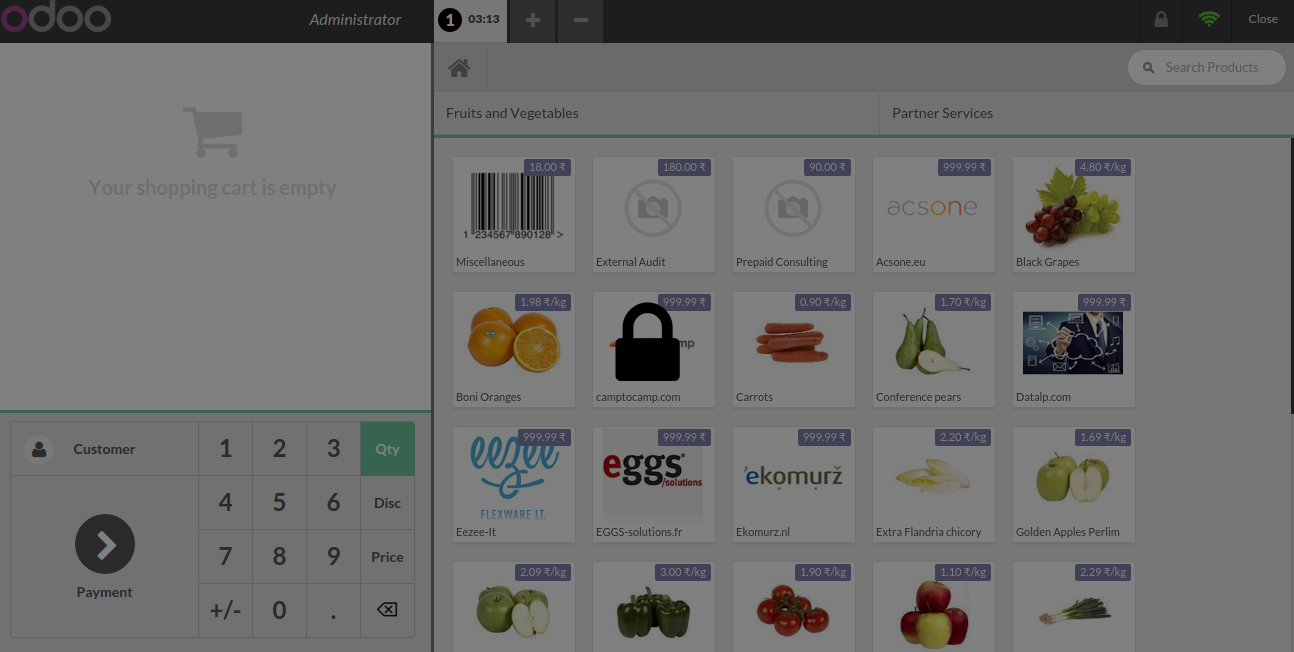 odoo
Administrator
1 03:13
Close
Search Products
Fruits and Vegetables
Partner Services
Your shopping cart is empty
18.00 ₹
180.00 ₹
90.00 ₹
999.99 ₹
4.80 ₹/kg
1 234567 890128 >
acsone
Miscellaneous
External Audit
Prepaid Consulting
Acsone.eu
Black Grapes
1.98 ₹/kg
999.99 ₹
0.90 ₹/kg
1.70 ₹/kg
999.99 ₹
mp
Boni Oranges
camptocamp.com
Carrots
Conference pears
Datalp.com
999.99 ₹
999.99 ₹
999.99 ₹
2.20 ₹/kg
1.69 ₹/kg
eezee
FLEXWARE I.T.
eggs
/solutions
'ekomurž
Eezee-It
EGGS-solutions.fr
Ekomurz.nl
Extra Flandria chicory
Golden Apples Perlim
2.09 ₹/kg
3.00 ₹/kg
1.90 ₹/kg
1.10 ₹/kg
2.29 ₹/kg
Customer
1 2 3 Qty
4 5 6 Disc
7 8 9 Price
Payment
+/- 0 .